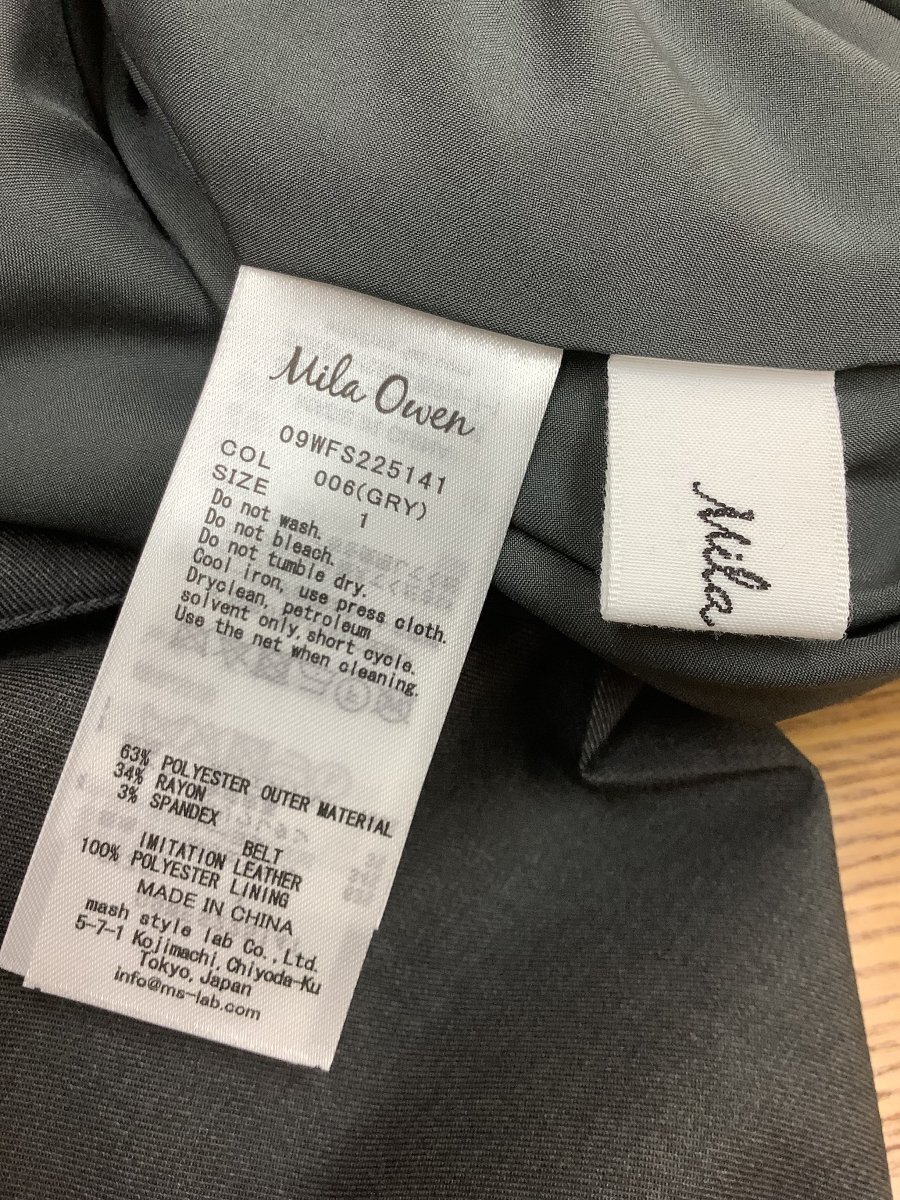 Mila Owen
09WFS225141
COL 006(GRY)
SIZE 1
Do not wash.
Do not bleach.
Do not tumble dry.
Cool iron, use press cloth.
Dryclean, petroleum
solvent only, short cycle.
Use the net when cleaning.
63% POLYESTER OUTER MATERIAL
34% RAYON
3% SPANDEX
BELT
IMITATION LEATHER
100% POLYESTER LINING
MADE IN CHINA
mash style lab Co.,Ltd.
5-7-1 Kojimachi, Chiyoda-Ku
Tokyo, Japan
info@ms-lab.com
Mila